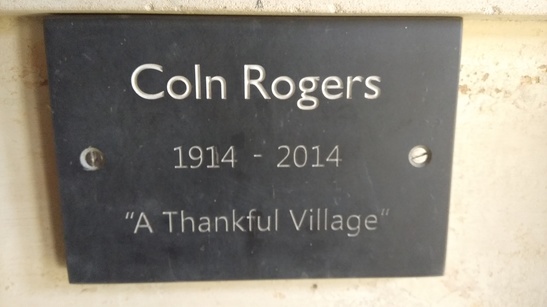 Coln Rogers
1914 - 2014
"A Thankful Village"